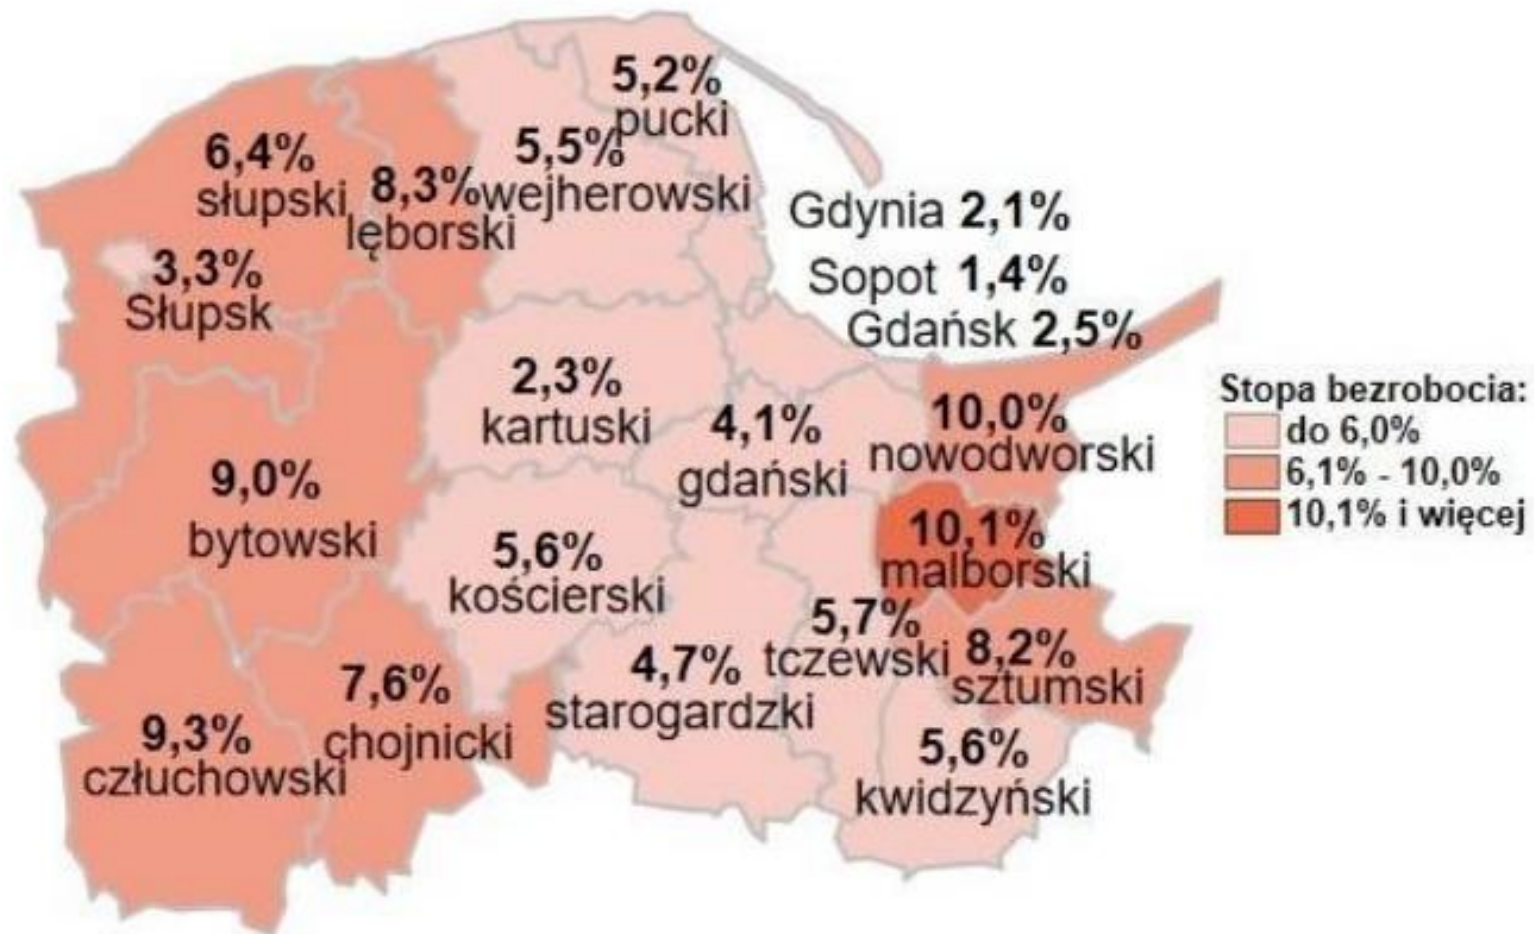 5,2%
pucki
5,5%
wejherowski
6,4%
słupski
8,3%
lęborski
3,3%
Słupsk
Gdynia 2,1%
Sopot 1,4%
Gdańsk 2,5%
2,3%
kartuski
4,1%
gdański
10,0%
nowodworski
9,0%
bytowski
5,6%
kościerski
10,1%
malborski
5,7%
tczewski
8,2%
sztumski
4,7%
starogardzki
7,6%
chojnicki
9,3%
człuchowski
5,6%
kwidzyński
Stopa bezrobocia:
do 6,0%
6,1% - 10,0%
10,1% i więcej